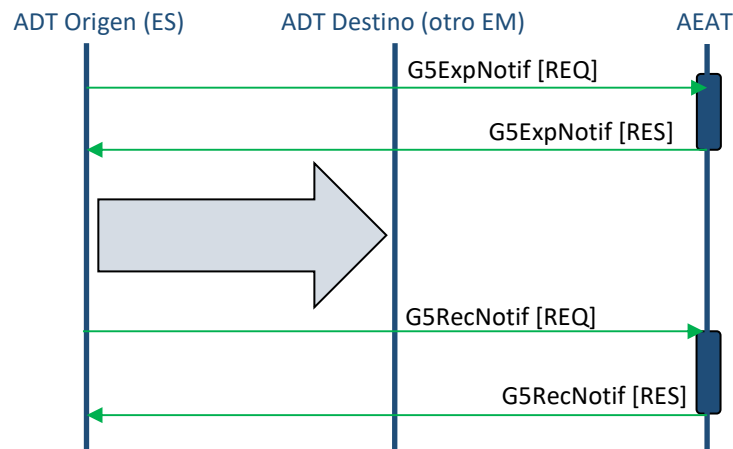 ADT Origen (ES)
ADT Destino (otro EM)
AEAT
G5ExpNotif [REQ]
G5ExpNotif [RES]
G5RecNotif [REQ]
G5RecNotif [RES]